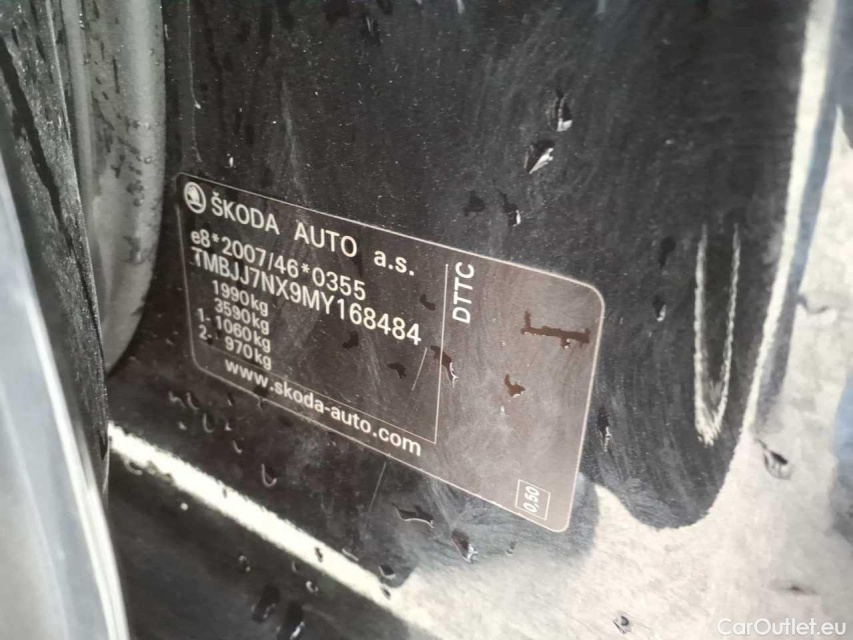 ŠKODA AUTO a.s.
e8*2007/46*0355
TMBJJ7NX9MY168484
1990kg
3590kg
1. 1060kg
2. 970kg
www.skoda-auto.com
DTTC
0,50
CarOutlet.eu